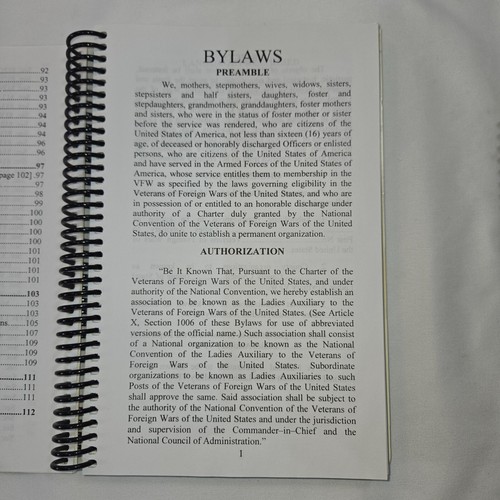 92
93
93
93
93
94
94
94
96
96
97
page 102] .97
97
98
99
100
100
100
100
100
101
101
101
101
103
103
103
ns 105
107
109
109
109
111
111
111
112
BYLAWS
PREAMBLE
We, mothers, stepmothers, wives, widows, sisters,
stepsisters and half sisters, daughters, foster and
stepdaughters, grandmothers, granddaughters, foster mothers
and sisters, who were in the status of foster mother or sister
before the service was rendered, who are citizens of the
United States of America, not less than sixteen (16) years of
age, of deceased or honorably discharged Officers or enlisted
persons, who are citizens of the United States of America
and have served in the Armed Forces of the United States of
America, whose service entitles them to membership in the
VFW as specified by the laws governing eligibility in the
Veterans of Foreign Wars of the United States, and who are
in possession of or entitled to an honorable discharge under
authority of a Charter duly granted by the National
Convention of the Veterans of Foreign Wars of the United
States, do unite to establish a permanent organization.
AUTHORIZATION
“Be It Known That, Pursuant to the Charter of the
Veterans of Foreign Wars of the United States, and under
authority of the National Convention, we hereby establish an
association to be known as the Ladies Auxiliary to the
Veterans of Foreign Wars of the United States. (See Article
X, Section 1006 of these Bylaws for use of abbreviated
versions of the official name.) Such association shall consist
of a National organization to be known as the National
Convention of the Ladies Auxiliary to the Veterans of
Foreign Wars of the United States. Subordinate
organizations to be known as Ladies Auxiliaries to such
Posts of the Veterans of Foreign Wars of the United States
shall approve the same. Said association shall be subject to
the authority of the National Convention of the Veterans of
Foreign Wars of the United States and under the jurisdiction
and supervision of the Commander–in–Chief and the
National Council of Administration.”
I